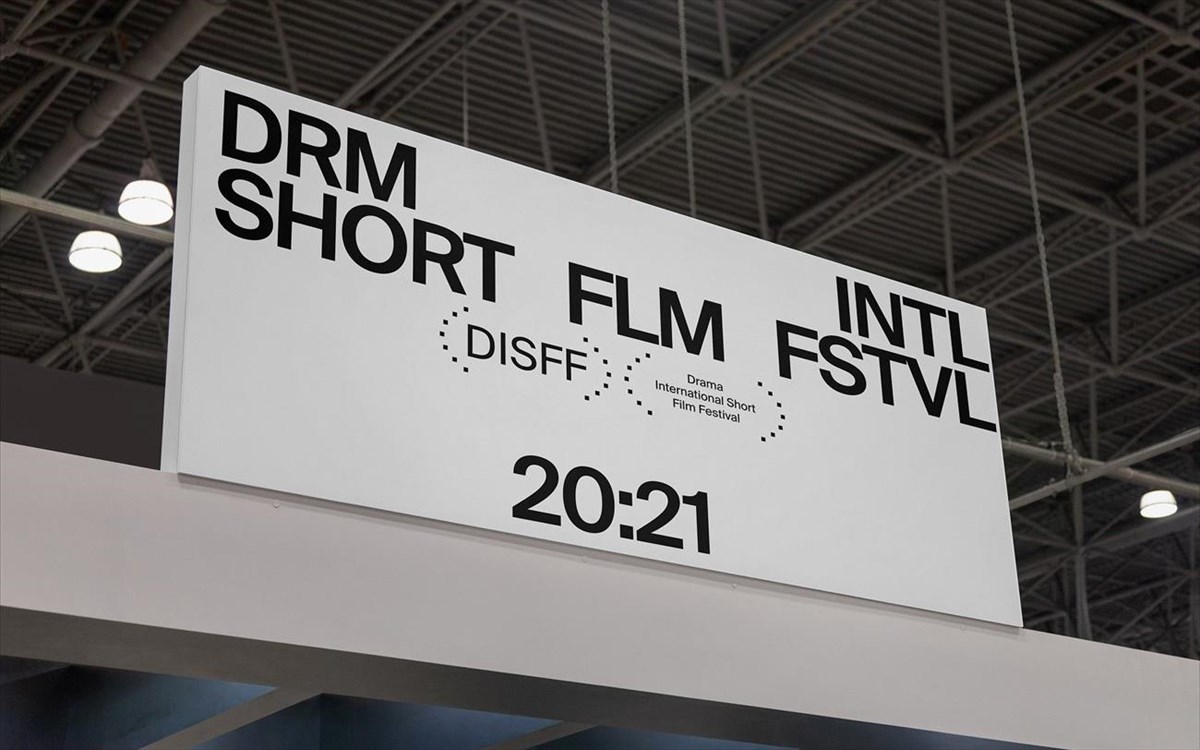 DRM
INTL
SHORT FLM FSTVL
DISFF
Drama
International Short
Film Festival
20:21